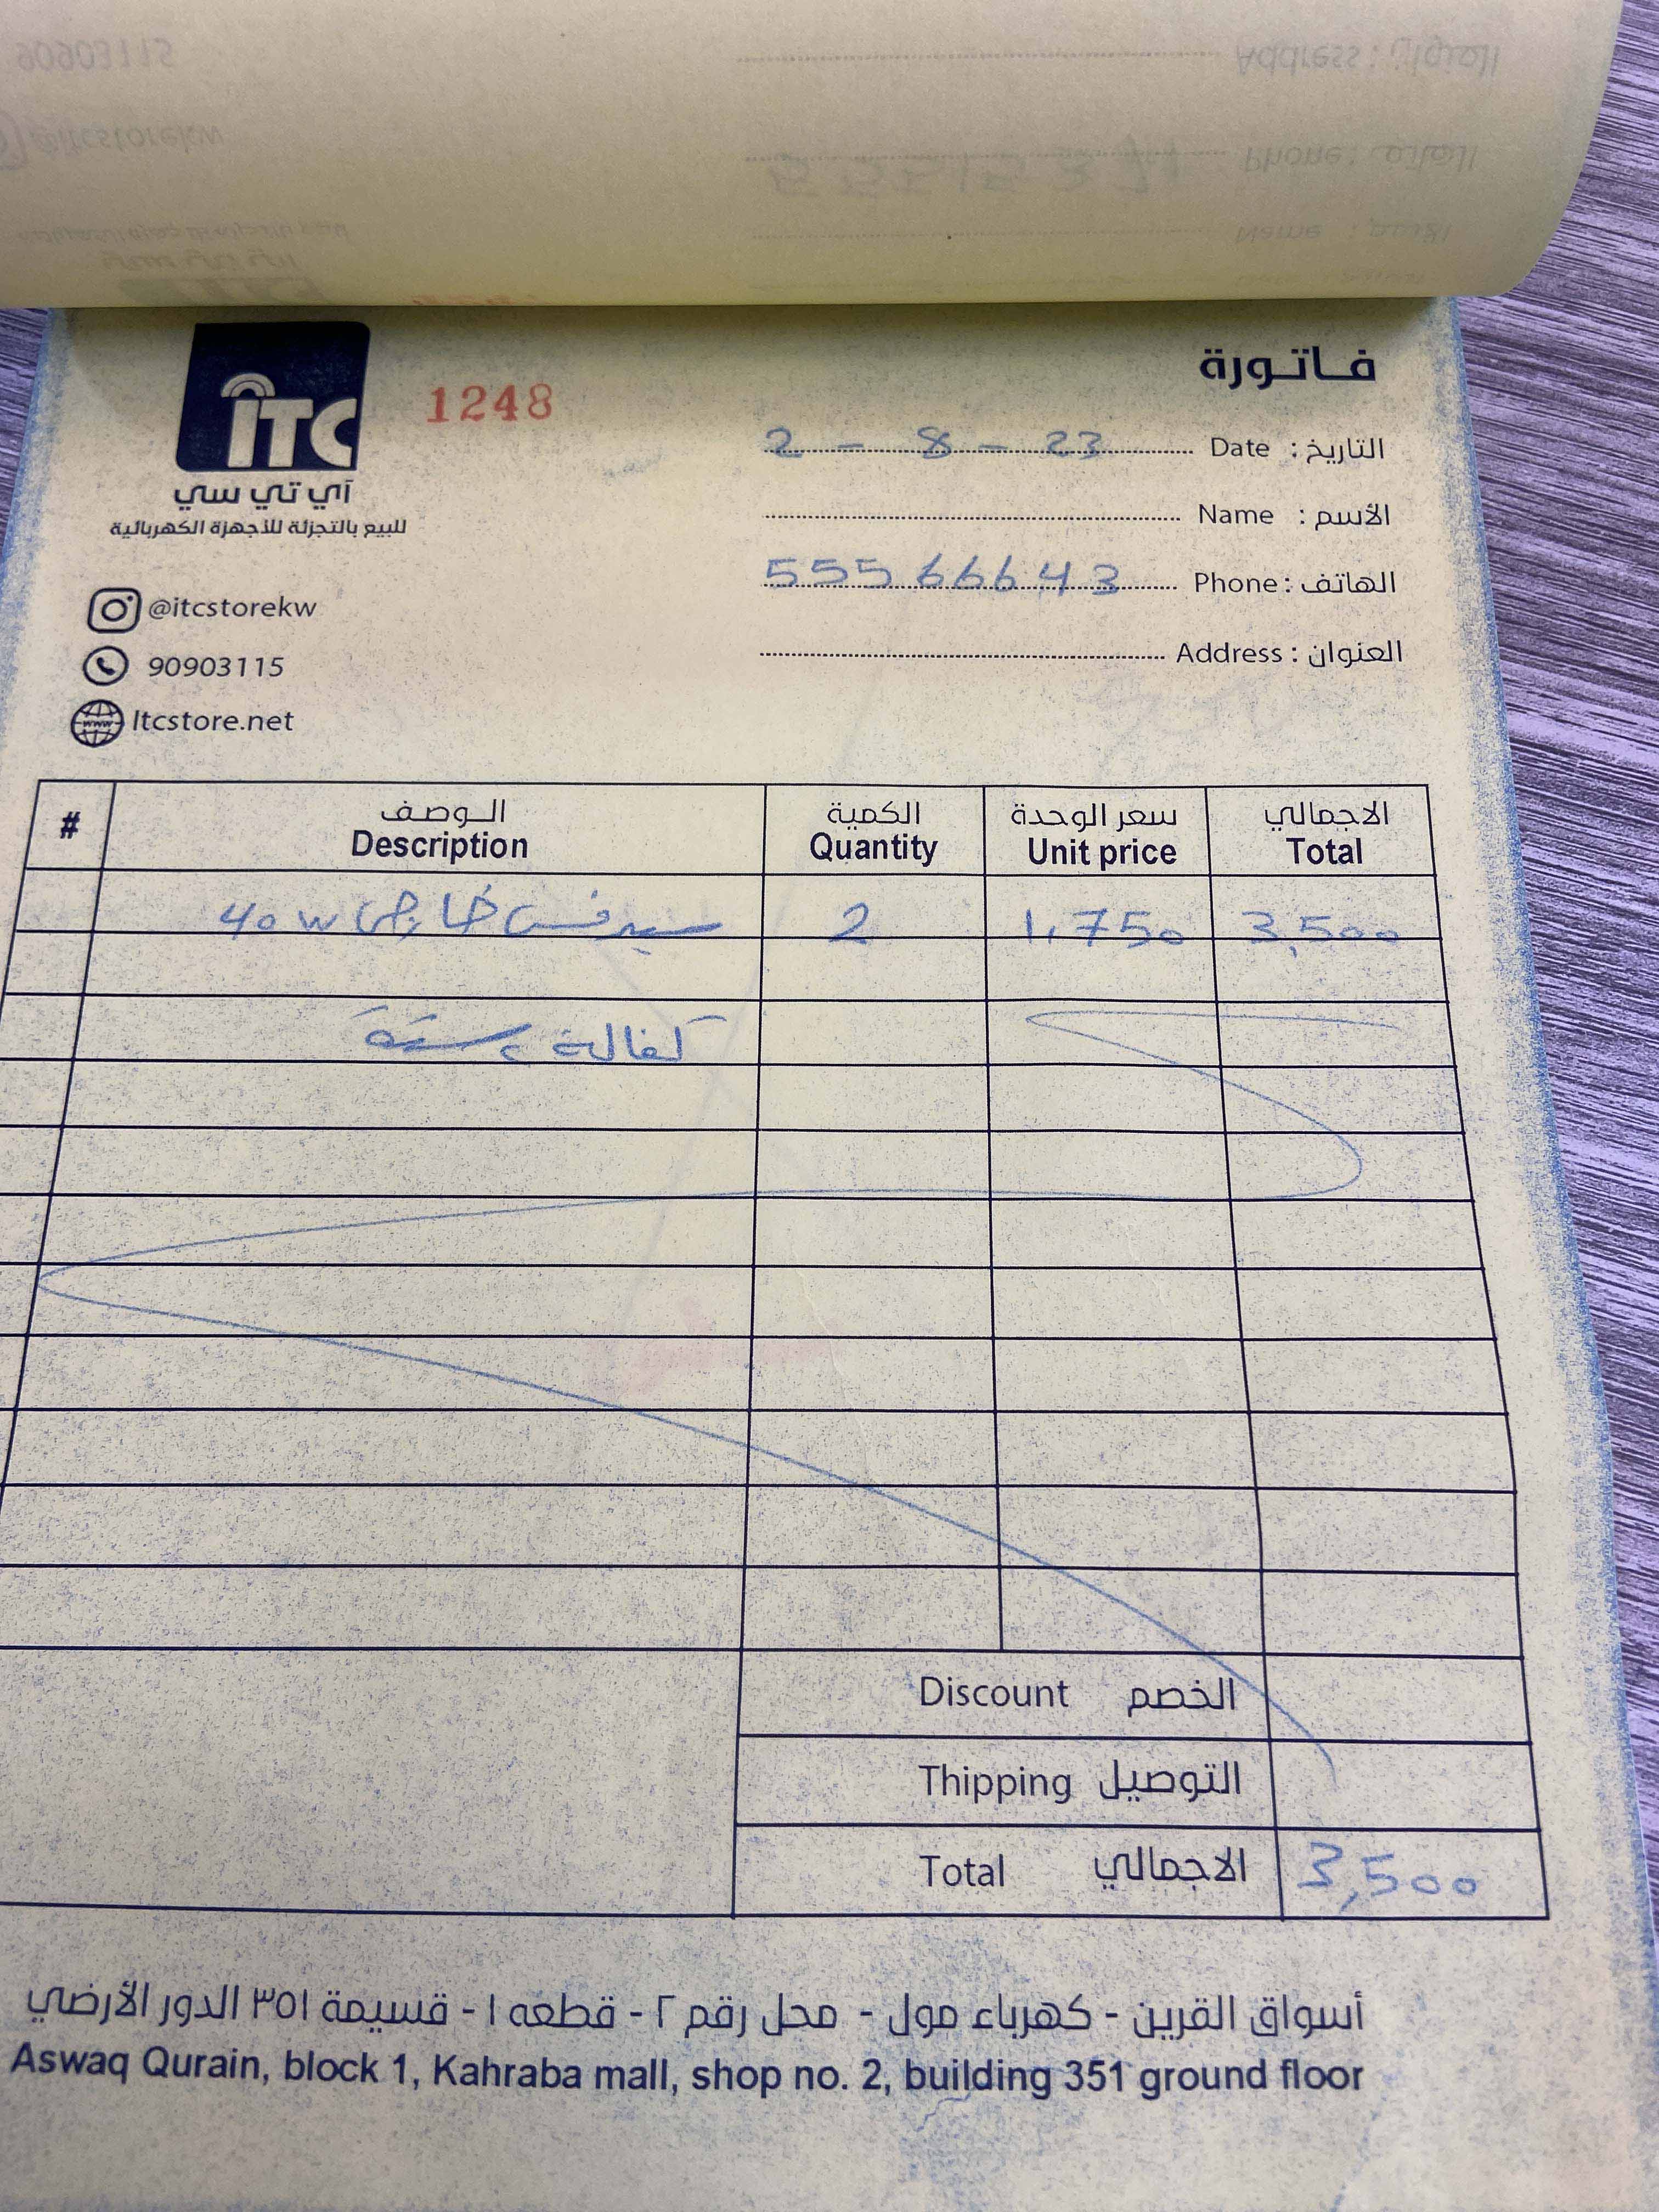 فاتورة
ITC
1248
آي تي سي
للبيع بالتجزئة للأجهزة الكهربائية
التاريخ : Date 2 - 8 - 23
الأسم : Name
الهاتف : Phone 55566643
العنوان : Address
@itcstorekw
90903115
Itcstore.net
# الوصف الكمية سعر الوحدة الاجمالي
Description Quantity Unit price Total
خارجي 40 w 2 1,750 3,500
كفالة سنة
Discount الخصم
Thipping التوصيل
Total الاجمالي 3,500
أسواق القرين - كهرباء مول - محل رقم ٢ - قطعه ١ - قسيمة ٣٥١ الدور الأرضي
Aswaq Qurain, block 1, Kahraba mall, shop no. 2, building 351 ground floor